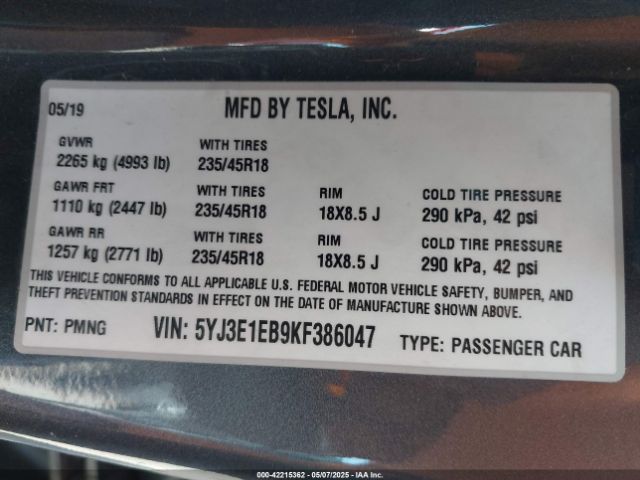 05/19 MFD BY TESLA, INC.
GVWR WITH TIRES
2265 kg (4993 lb) 235/45R18
GAWR FRT WITH TIRES RIM COLD TIRE PRESSURE
1110 kg (2447 lb) 235/45R18 18X8.5 J 290 kPa, 42 psi
GAWR RR WITH TIRES RIM COLD TIRE PRESSURE
1257 kg (2771 lb) 235/45R18 18X8.5 J 290 kPa, 42 psi
THIS VEHICLE CONFORMS TO ALL APPLICABLE U.S. FEDERAL MOTOR VEHICLE SAFETY, BUMPER, AND
THEFT PREVENTION STANDARDS IN EFFECT ON THE DATE OF MANUFACTURE SHOWN ABOVE.
PNT: PMNG VIN: 5YJ3E1EB9KF386047 TYPE: PASSENGER CAR
000-42215362 - 05/07/2025 - IAA Inc.